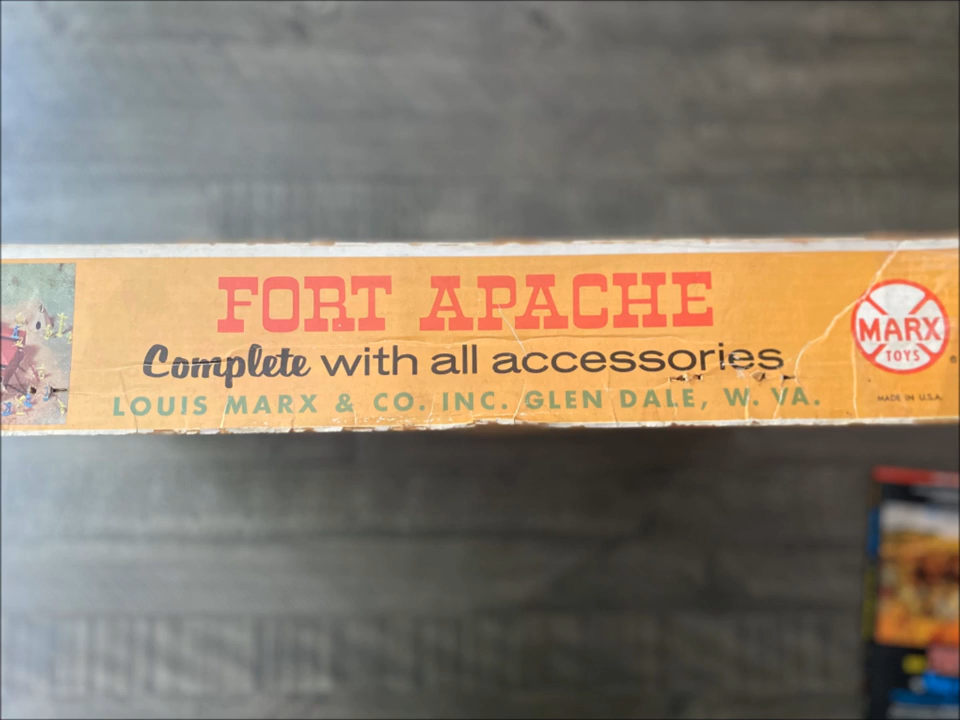 FORT APACHE
Complete with all accessories
LOUIS MARX & CO. INC. GLEN DALE, W. VA.
MARX
TOYS
®
MADE IN U.S.A.